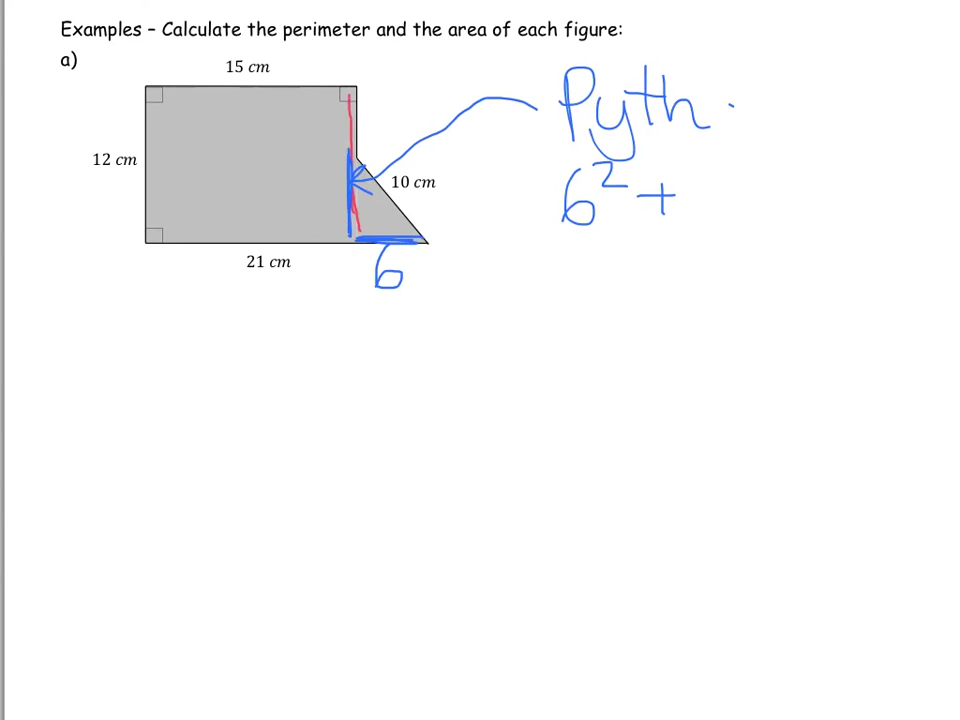 Examples – Calculate the perimeter and the area of each figure:
a)
15 cm
12 cm
10 cm
21 cm
6
Pyth.
6² +